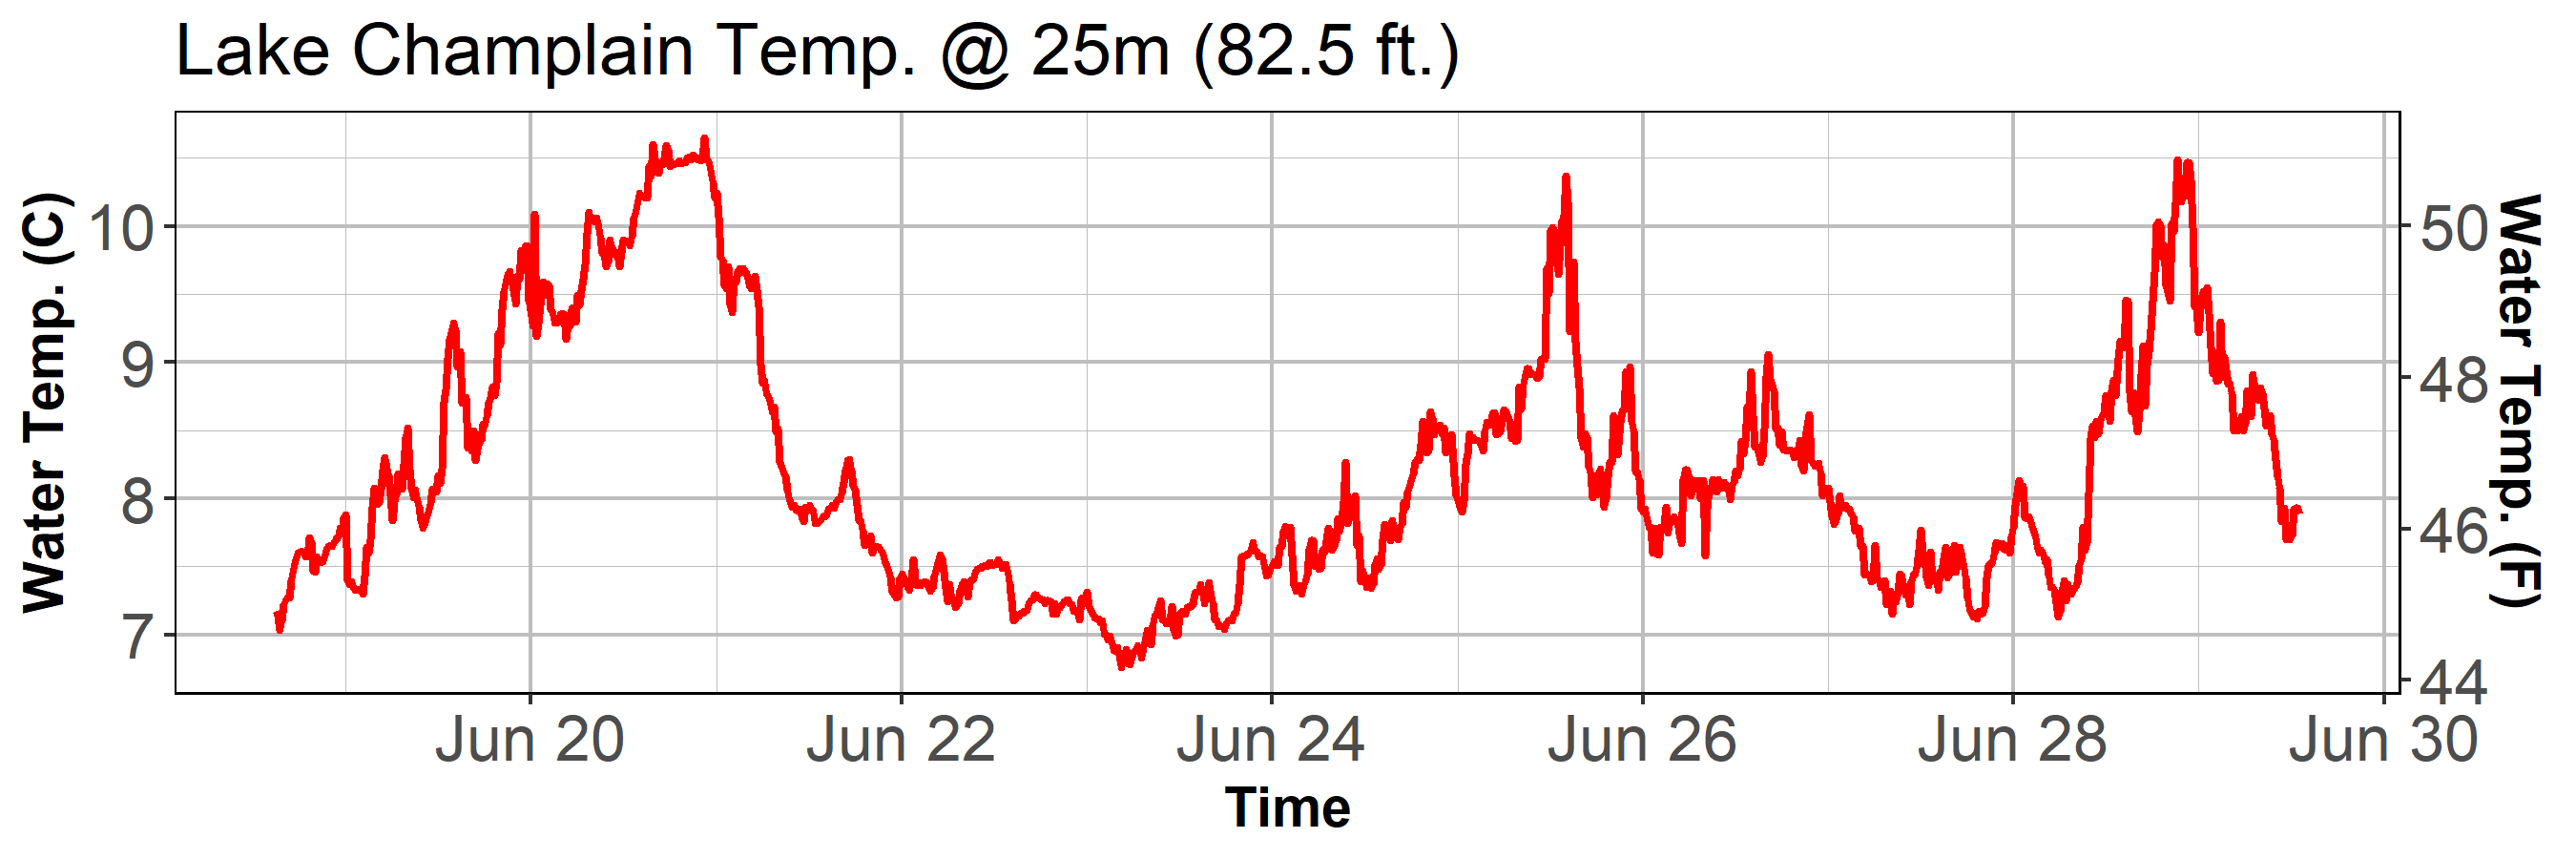 Lake Champlain Temp. @ 25m (82.5 ft.)
Water Temp. (C)
10
9
8
7
50
48
46
44
Water Temp. (F)
Jun 20 Jun 22 Jun 24 Jun 26 Jun 28 Jun 30
Time